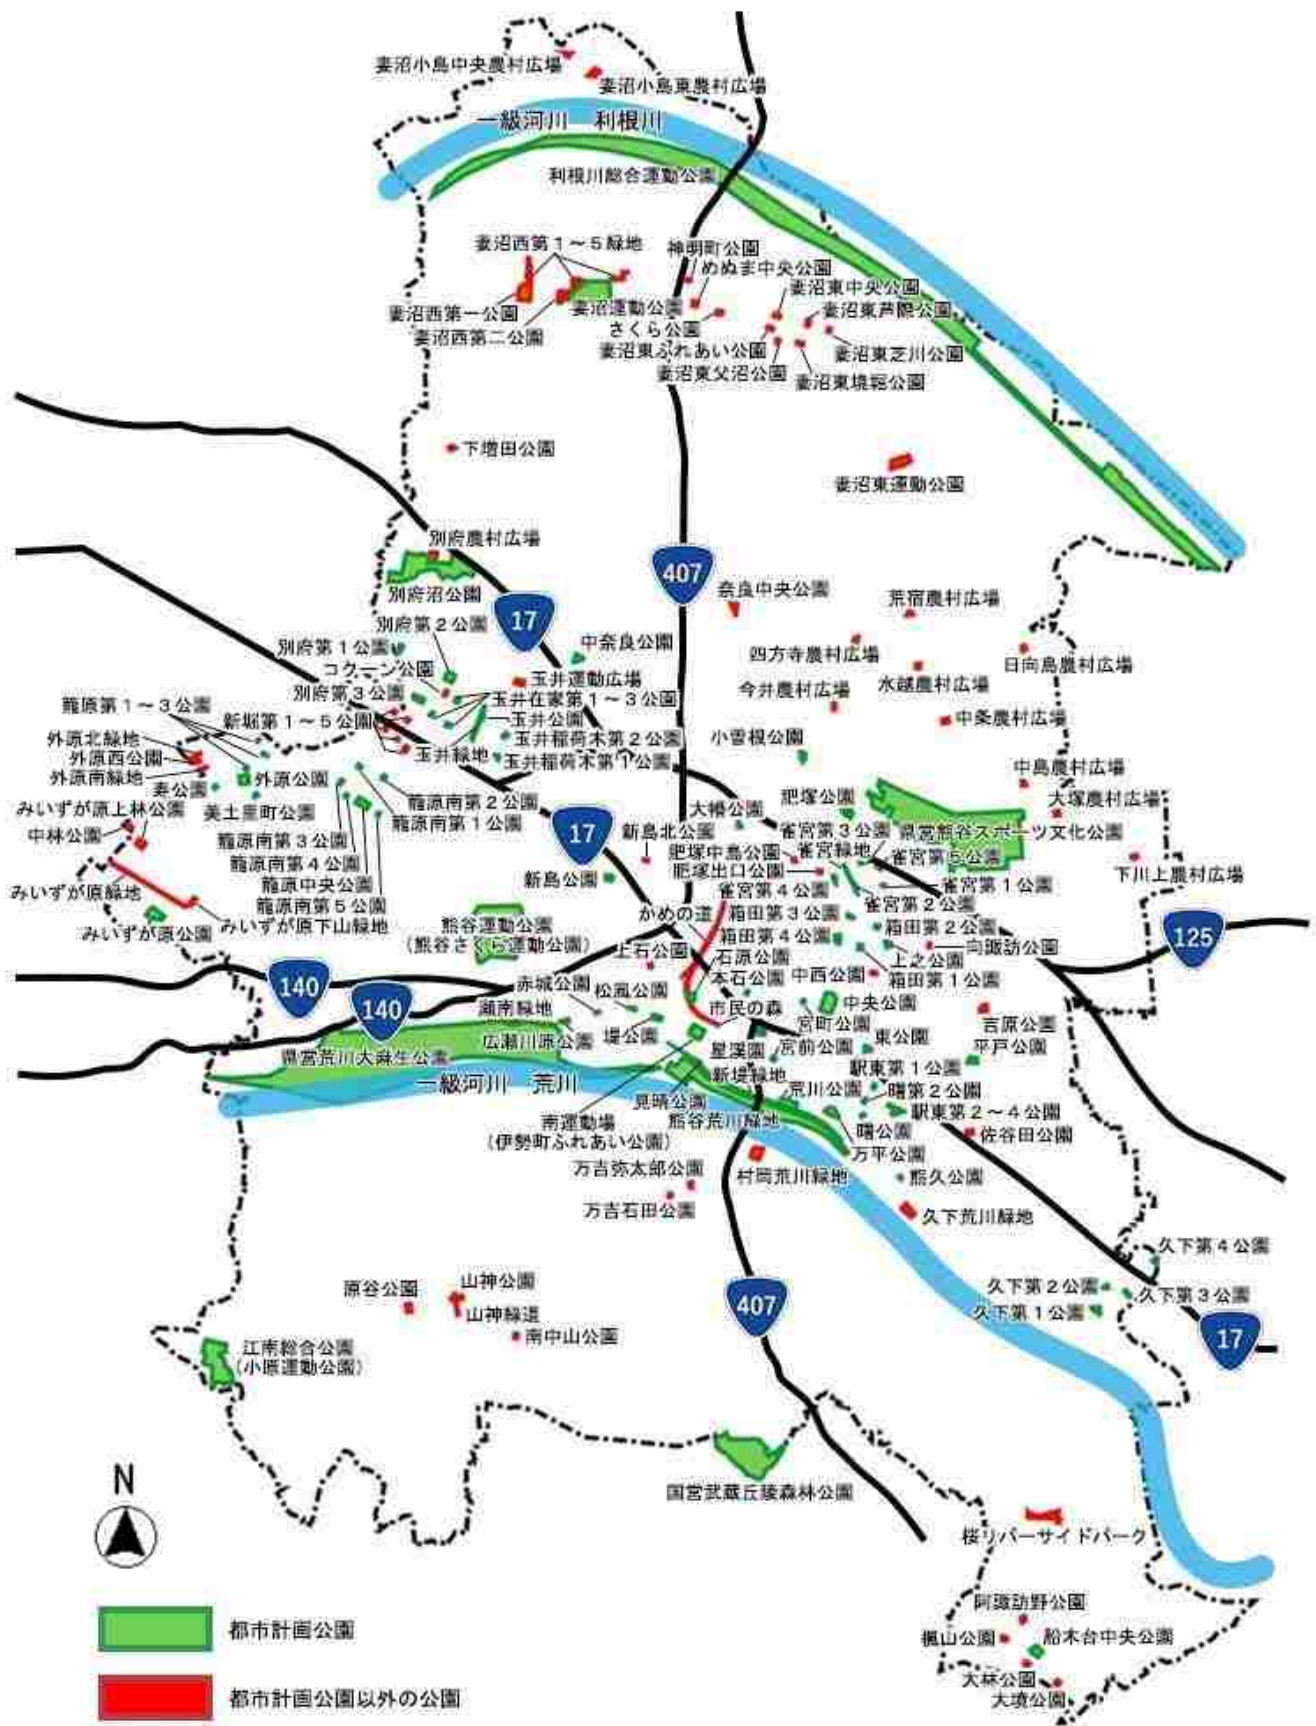 妻沼小島中央農村広場
妻沼小島東農村広場
一級河川 利根川
利根川総合運動公園
妻沼西第1~5緑地
神明町公園
めぬま中央公園
妻沼東中央公園
妻沼西第一公園
妻沼運動公園
妻沼東芦際公園
妻沼西第二公園
さくら公園
妻沼東ふれあい公園
妻沼東芝川公園
妻沼東父沼公園
妻沼東境堀公園
下増田公園
妻沼東運動公園
別府農村広場
407
奈良中央公園
別府沼公園
荒宿農村広場
17
別府第2公園
別府第1公園
中奈良公園
四方寺農村広場
日向島農村広場
コクーン公園
玉井運動広場
今井農村広場
水越農村広場
別府第3公園
玉井在家第1~3公園
籠原第1~3公園
新堀第1~5公園
玉井公園
中条農村広場
外原北緑地
玉井稲荷木第2公園
小曽根公園
外原西公園
玉井緑地
玉井稲荷木第1公園
外原南緑地
外原公園
中島農村広場
寿公園
籠原南第2公園
肥塚公園
大塚農村広場
みいずが原上林公園
美土里町公園
籠原南第1公園
大幡公園
中林公園
17
新島北公園
雀宮第3公園
県営熊谷スポーツ文化公園
籠原南第3公園
肥塚中島公園
雀宮緑地
雀宮第5公園
籠原南第4公園
肥塚出口公園
下川上農村広場
籠原中央公園
新島公園
雀宮第4公園
雀宮第1公園
みいずが原緑地
籠原南第5公園
雀宮第2公園
みいずが原下山緑地
かめの道
箱田第3公園
みいずが原公園
熊谷運動公園
(熊谷さくら運動公園)
箱田第2公園
125
箱田第4公園
上石公園
石原公園
上之公園
向諏訪公園
140
本石公園
中西公園
箱田第1公園
赤城公園
松風公園
140
瀬南緑地
市民の森
中央公園
宮町公園
吉原公園
広瀬川原公園
堤公園
星溪園
宮前公園
東公園
平戸公園
県営荒川大麻生公園
駅東第1公園
新堤緑地
荒川公園
曙第2公園
一級河川 荒川
見晴公園
駅東第2~4公園
南運動場
(伊勢町ふれあい公園)
熊谷荒川緑地
曙公園
佐谷田公園
万平公園
万吉弥太郎公園
村岡荒川緑地
熊久公園
万吉石田公園
久下荒川緑地
久下第4公園
原谷公園
山神公園
久下第2公園
久下第3公園
407
山神緑道
久下第1公園
南中山公園
17
江南総合公園
(小原運動公園)
国営武蔵丘陵森林公園
N
桜リバーサイドパーク
阿諏訪野公園
楓山公園
船木台中央公園
大林公園
大境公園
都市計画公園
都市計画公園以外の公園